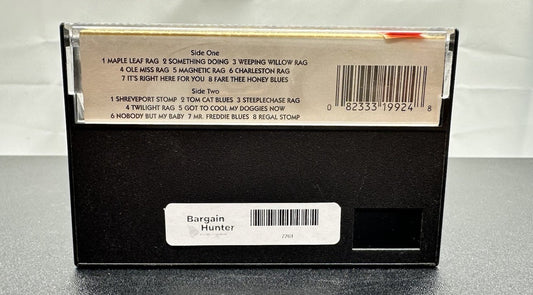 Side One
1 MAPLE LEAF RAG 2 SOMETHING DOING 3 WEEPING WILLOW RAG
4 OLE MISS RAG 5 MAGNETIC RAG 6 CHARLESTON RAG
7 IT'S RIGHT HERE FOR YOU 8 FARE THEE HONEY BLUES
Side Two
1 SHREVEPORT STOMP 2 TOM CAT BLUES 3 STEEPLECHASE RAG
4 TWILIGHT RAG 5 GOT TO COOL MY DOGGIES NOW
6 NOBODY BUT MY BABY 7 MR. FREDDIE BLUES 8 REGAL STOMP
0 82333 19924 8
Bargain
Hunter